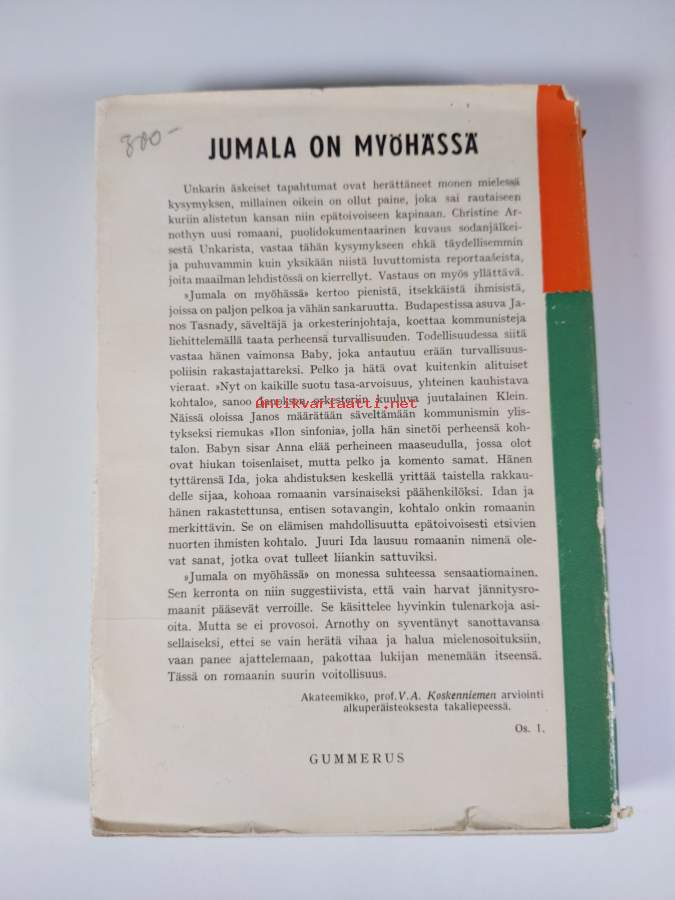 300-
JUMALA ON MYÖHÄSSÄ
Unkarin äskeiset tapahtumat ovat herättäneet monen mielessä
kysymyksen, millainen oikein on ollut paine, joka sai rautaiseen
kuriin alistetun kansan niin epätoivoiseen kapinaan. Christine Ar-
nothyn uusi romaani, puolidokumentaarinen kuvaus sodanjälkei-
sestä Unkarista, vastaa tähän kysymykseen ehkä täydellisemmin
ja puhuvammin kuin yksikään niistä luvuttomista reportaaseista,
joita maailman lehdistössä on kierrellyt. Vastaus on myös yllättävä.
»Jumala on myöhässä» kertoo pienistä, itsekkäistä ihmisistä,
joissa on paljon pelkoa ja vähän sankaruutta. Budapestissa asuva Ja-
nos Tasnady, säveltäjä ja orkesterinjohtaja, koettaa kommunisteja
liehittelemällä taata perheensä turvallisuuden. Todellisuudessa siitä
vastaa hänen vaimonsa Baby, joka antautuu erään turvallisuus-
poliisin rakastajattareksi. Pelko ja hätä ovat kuitenkin alituiset
vieraat. »Nyt on kaikille suotu tasa-arvoisuus, yhteinen kauhistava
kohtalo», sanoo Janoksen orkesteriin kuuluva juutalainen Klein.
Antikvariaatti.net
Näissä oloissa Janos määrätään säveltämään kommunismin ylis-
tykseksi riemukas »Ilon sinfonia», jolla hän sinetöi perheensä koh-
talon. Babyn sisar Anna elää perheineen maaseudulla, jossa olot
ovat hiukan toisenlaiset, mutta pelko ja komento samat. Hänen
tyttärensä Ida, joka ahdistuksen keskellä yrittää taistella rakkau-
delle sijaa, kohoaa romaanin varsinaiseksi päähenkilöksi. Idan ja
hänen rakastettunsa, entisen sotavangin, kohtalo onkin romaanin
merkittävin. Se on elämisen mahdollisuutta epätoivoisesti etsivien
nuorten ihmisten kohtalo. Juuri Ida lausuu romaanin nimenä ole-
vat sanat, jotka ovat tulleet liiankin sattuviksi.
»Jumala on myöhässä» on monessa suhteessa sensaatiomainen.
Sen kerronta on niin suggestiivista, että vain harvat jännitysro-
maanit pääsevät verroille. Se käsittelee hyvinkin tulenarkoja asi-
oita. Mutta se ei provosoi. Arnothy on syventänyt sanottavansa
sellaiseksi, ettei se vain herätä vihaa ja halua mielenosoituksiin,
vaan panee ajattelemaan, pakottaa lukijan menemään itseensä.
Tässä on romaanin suurin voitollisuus.
Akateemikko, prof. V. A. Koskenniemen arviointi
alkuperäisteoksesta takaliepeessä.
Os. 1.
GUMMERUS